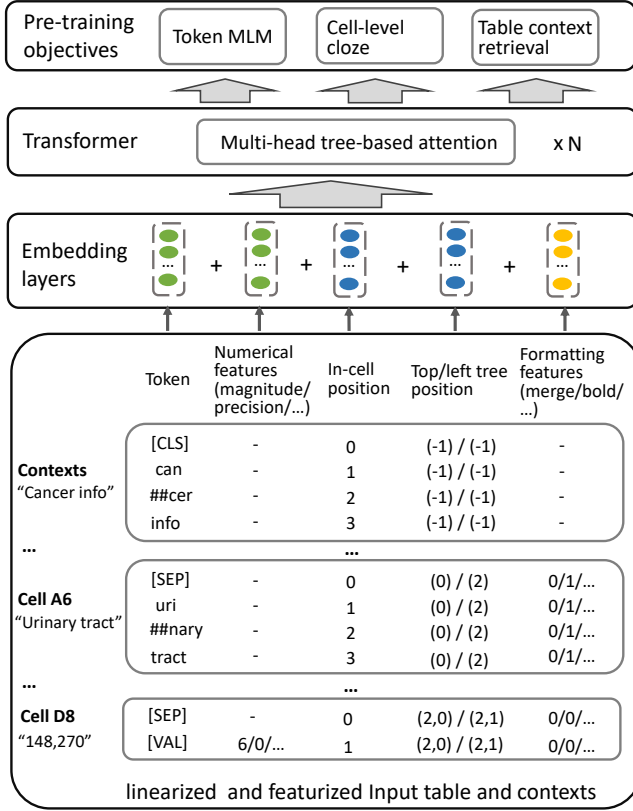 Pre-training objectives
Token MLM
Cell-level cloze
Table context retrieval
Transformer
Multi-head tree-based attention
x N
Embedding layers
... + ... + ... + ... + ...
Token
Numerical features (magnitude/ precision/...)
In-cell position
Top/left tree position
Formatting features (merge/bold/ ...)
Contexts
"Cancer info"
[CLS] - 0 (-1) / (-1) -
can - 1 (-1) / (-1) -
##cer - 2 (-1) / (-1) -
info - 3 (-1) / (-1) -
... ...
Cell A6
"Urinary tract"
[SEP] - 0 (0) / (2) 0/1/...
uri - 1 (0) / (2) 0/1/...
##nary - 2 (0) / (2) 0/1/...
tract - 3 (0) / (2) 0/1/...
... ...
Cell D8
"148,270"
[SEP] - 0 (2,0) / (2,1) 0/0/...
[VAL] 6/0/... 1 (2,0) / (2,1) 0/0/...
linearized and featurized Input table and contexts